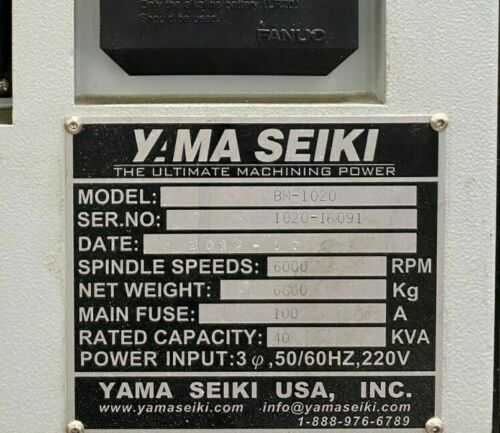 Only the alkaline battery (LR20)
Should be used.
FANUC
YAMA SEIKI
THE ULTIMATE MACHINING POWER
MODEL: BM-1020
SER.NO: 1020-16091
DATE:
SPINDLE SPEEDS: 6000 RPM
NET WEIGHT: 6800 Kg
MAIN FUSE: 100 A
RATED CAPACITY: 40 KVA
POWER INPUT:3φ,50/60HZ,220V
YAMA SEIKI USA, INC.
www.yamaseiki.com info@yamaseiki.com
1-888-976-6789